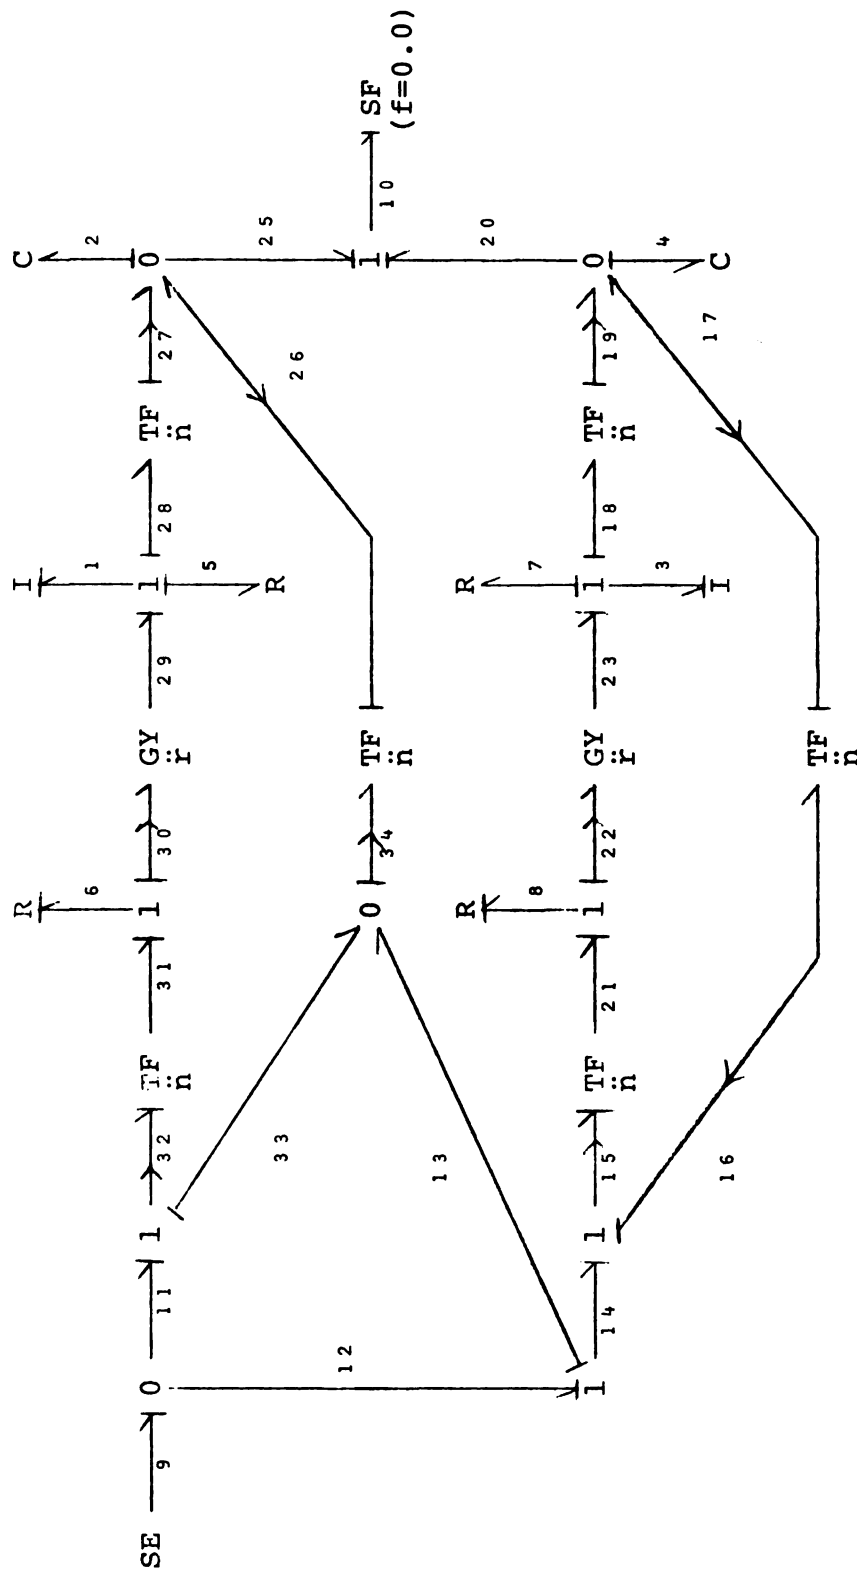 R I C
6 1 2
SE 0 1 TF 1 GY 1 TF 0
9 11 32 n̈ 31 30 r̈ 29 28 n̈ 27
5
R 25
33 26
12
0 TF 1 SF
34 n̈ 10 (f=0.0)
13
R R
20
8 7
1 1 TF 1 GY 1 TF 0
14 15 n̈ 21 22 r̈ 23 18 n̈ 19
3 4
I C
16 17
TF
n̈